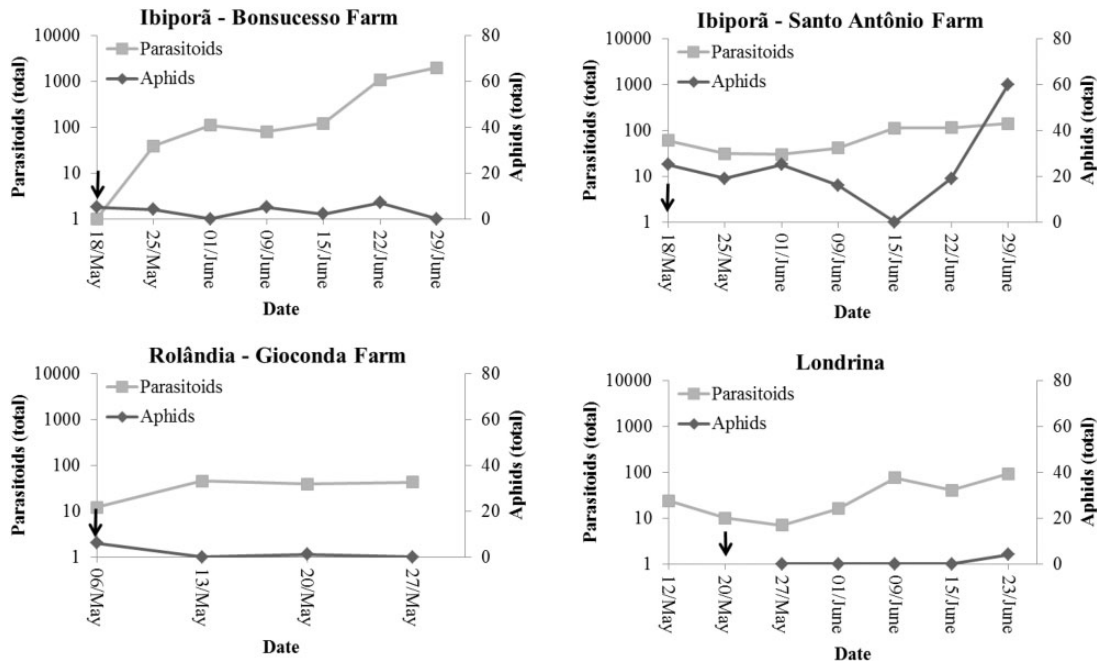 Ibiporã - Bonsucesso Farm
Parasitoids (total)
10000
1000
100
10
1
Parasitoids
Aphids
80
60
40
20
0
Aphids (total)
18/May
25/May
01/June
09/June
15/June
22/June
29/June
Date
Ibiporã - Santo Antônio Farm
Parasitoids (total)
10000
1000
100
10
1
Parasitoids
Aphids
80
60
40
20
0
Aphids (total)
18/May
25/May
01/June
09/June
15/June
22/June
29/June
Date
Rolândia - Gioconda Farm
Parasitoids (total)
10000
1000
100
10
1
Parasitoids
Aphids
80
60
40
20
0
Aphids (total)
06/May
13/May
20/May
27/May
Date
Londrina
Parasitoids (total)
10000
1000
100
10
1
Parasitoids
Aphids
80
60
40
20
0
Aphids (total)
12/May
20/May
27/May
01/June
09/June
15/June
23/June
Date